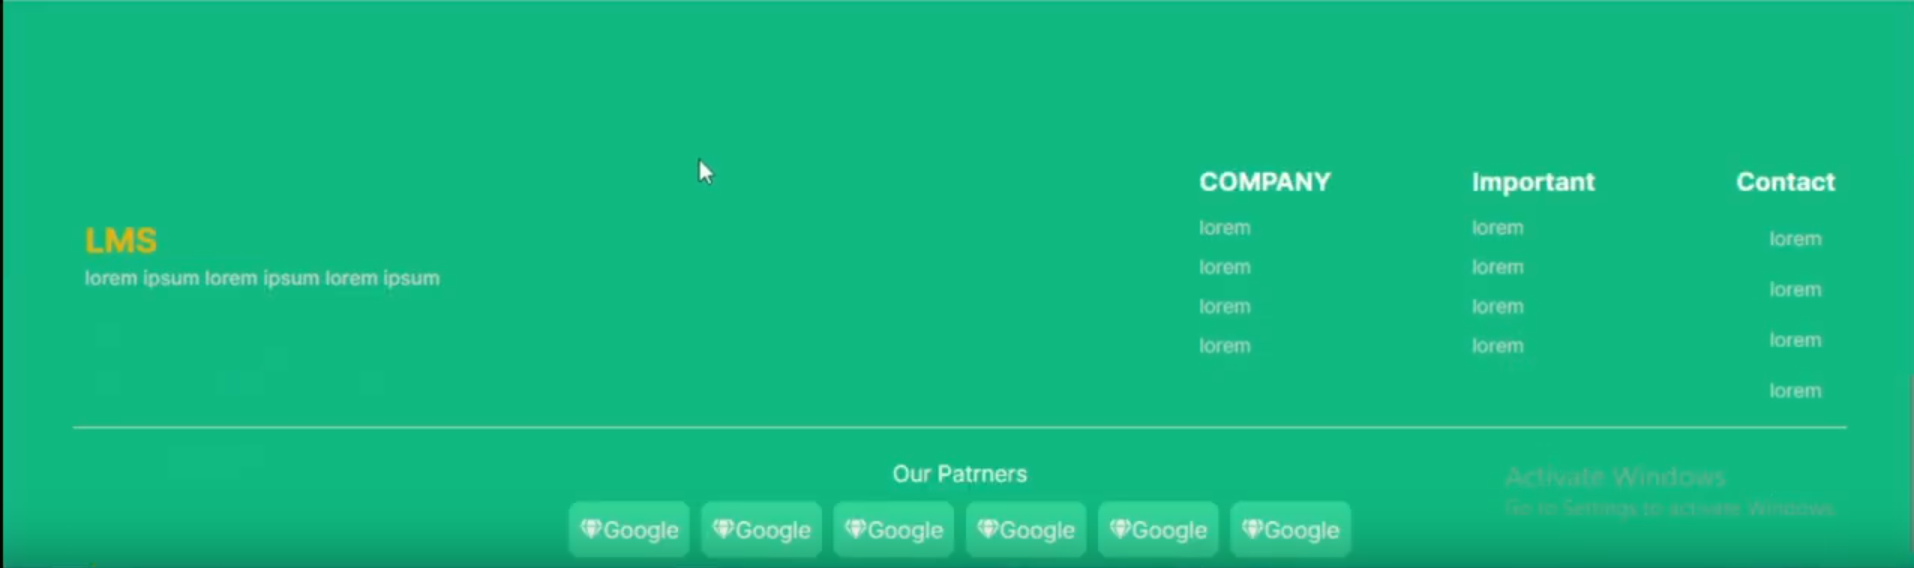 LMS
lorem ipsum lorem ipsum lorem ipsum
COMPANY
lorem
lorem
lorem
lorem
Important
lorem
lorem
lorem
lorem
Contact
lorem
lorem
lorem
lorem
Our Patrners
Google
Google
Google
Google
Google
Google
Activate Windows
Go to Settings to activate Windows.